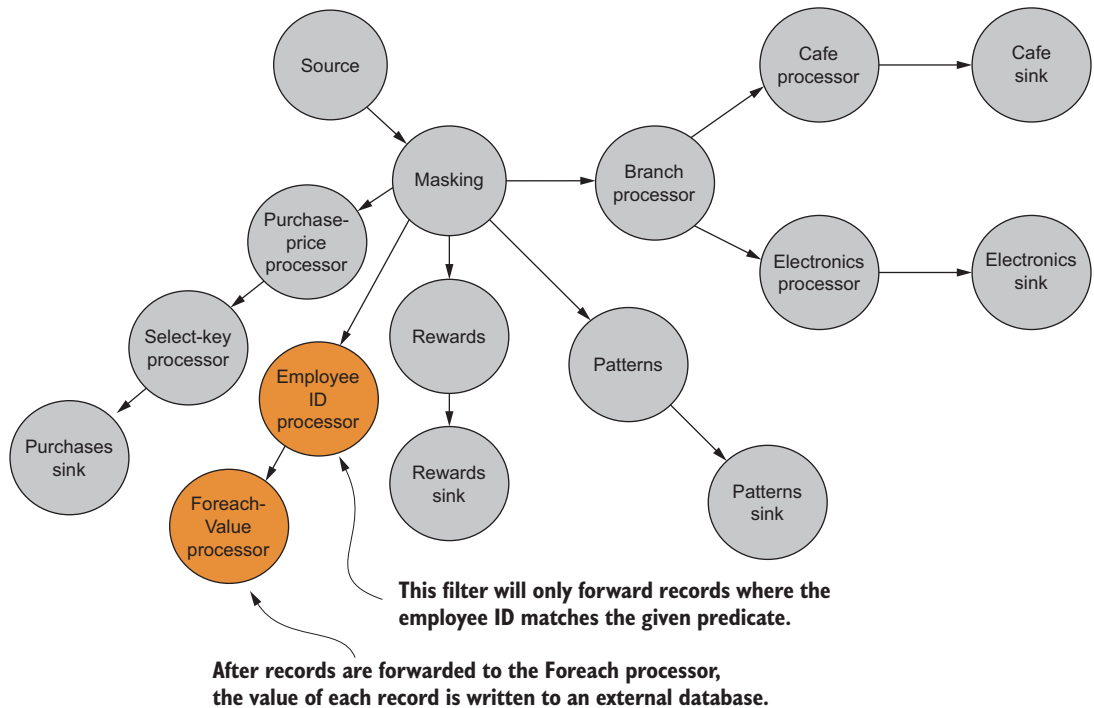 Source
Cafe
processor
Cafe
sink
Masking
Branch
processor
Purchase-
price
processor
Electronics
processor
Electronics
sink
Select-key
processor
Rewards
Patterns
Employee
ID
processor
Purchases
sink
Rewards
sink
Patterns
sink
Foreach-
Value
processor
This filter will only forward records where the
employee ID matches the given predicate.
After records are forwarded to the Foreach processor,
the value of each record is written to an external database.